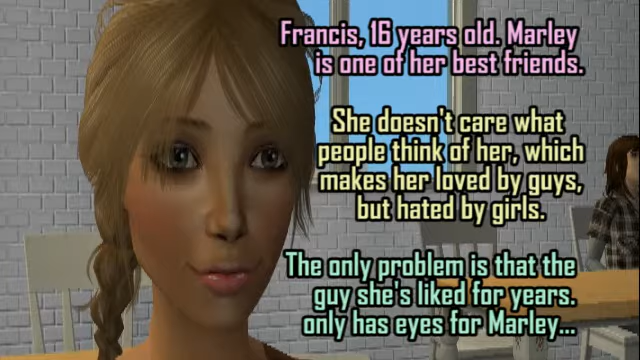 Francis, 16 years old. Marley
is one of her best friends.
She doesn't care what
people think of her, which
makes her loved by guys,
but hated by girls.
The only problem is that the
guy she's liked for years.
only has eyes for Marley...